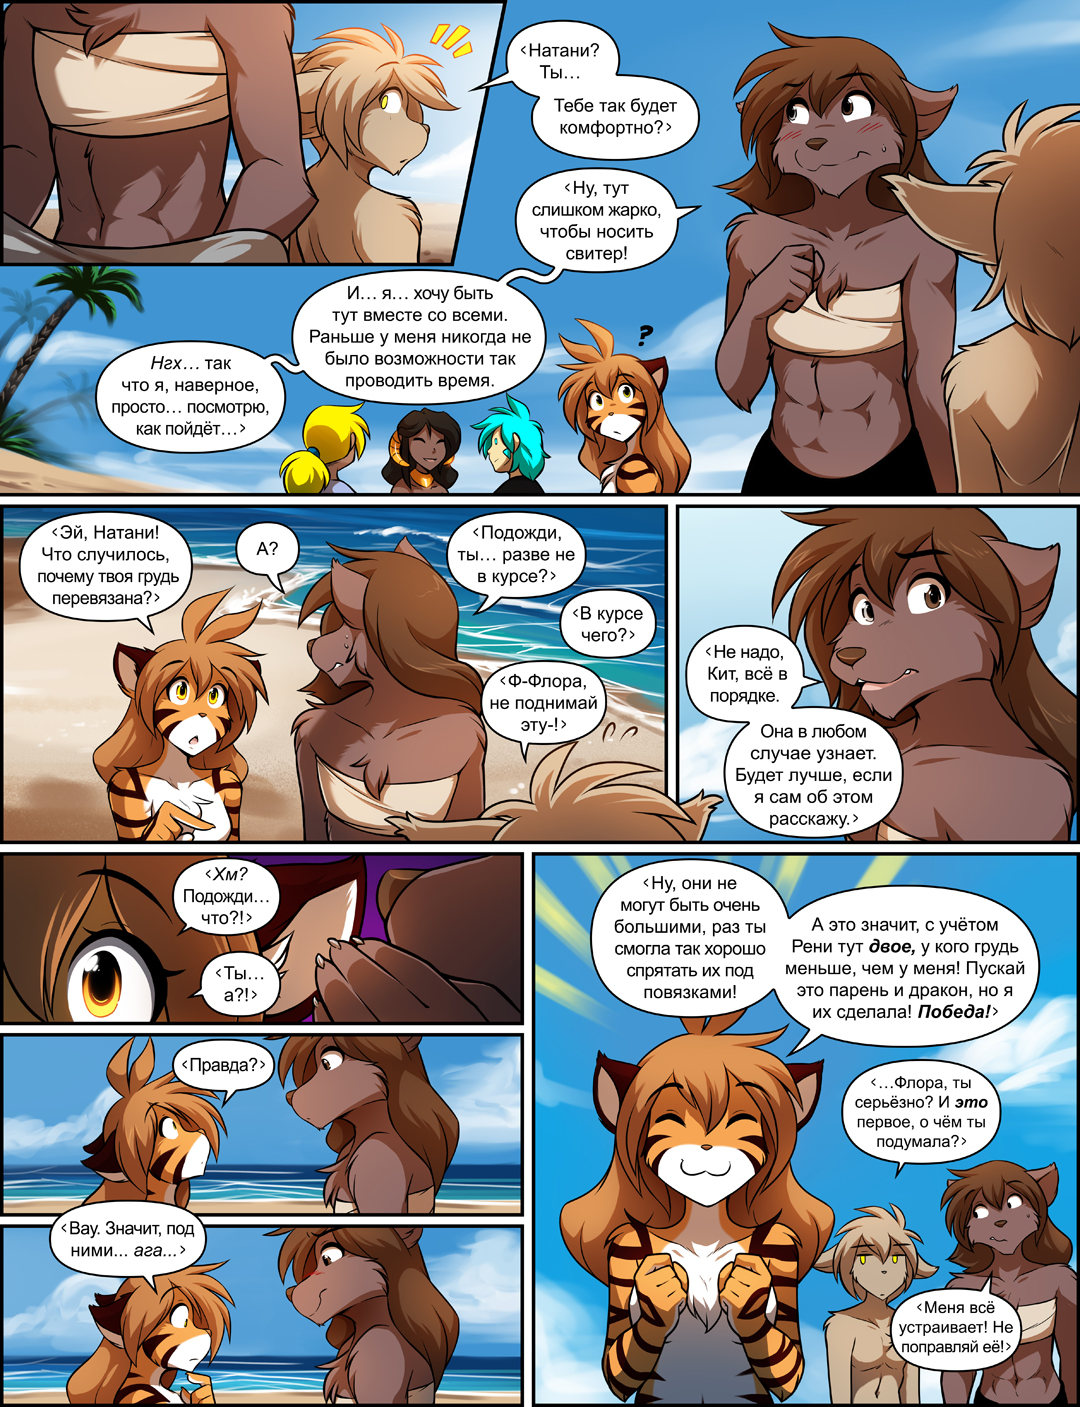 ‹Натани?
Ты...
Тебе так будет
комфортно?›
‹Ну, тут
слишком жарко,
чтобы носить
свитер!
И... я... хочу быть
тут вместе со всеми.
Раньше у меня никогда не
было возможности так
проводить время.
Нгх... так
что я, наверное,
просто... посмотрю,
как пойдёт...›
?
‹Эй, Натани!
Что случилось,
почему твоя грудь
перевязана?›
А?
‹Подожди,
ты... разве не
в курсе?›
‹В курсе
чего?›
‹Ф-Флора,
не поднимай
эту-!›
‹Не надо,
Кит, всё в
порядке.
Она в любом
случае узнает.
Будет лучше, если
я сам об этом
расскажу.›
‹Хм?
Подожди...
что?!›
‹Ты...
а?!›
‹Правда?›
‹Вау. Значит, под
ними... ага...›
‹Ну, они не
могут быть очень
большими, раз ты
смогла так хорошо
спрятать их под
повязками!
А это значит, с учётом
Рени тут двое, у кого грудь
меньше, чем у меня! Пускай
это парень и дракон, но я
их сделала! Победа!›
‹...Флора, ты
серьёзно? И это
первое, о чём ты
подумала?›
‹Меня всё
устраивает! Не
поправляй её!›